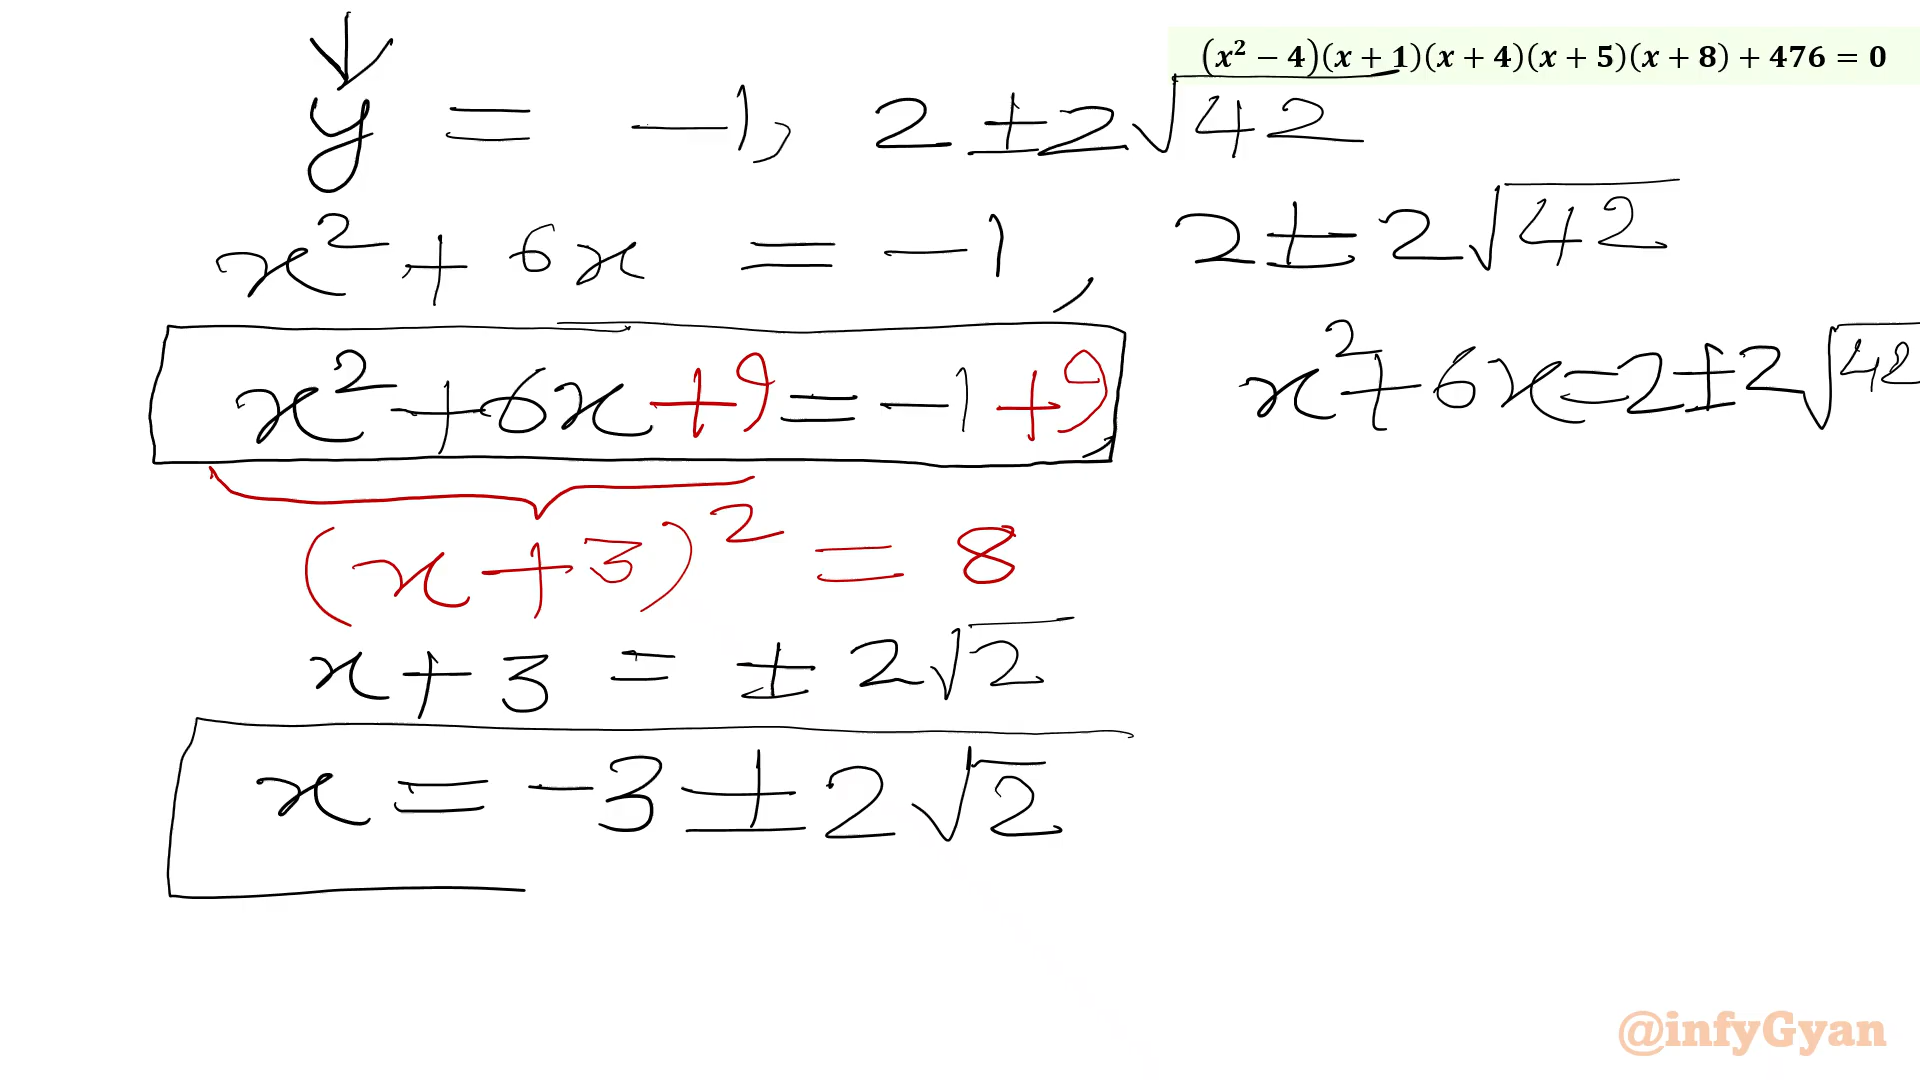 (x² − 4)(x + 1)(x + 4)(x + 5)(x + 8) + 476 = 0
y = −1, 2 ± 2√42
x² + 6x = −1, 2 ± 2√42
x² + 6x + 9 = −1 + 9
x² + 6x = 2 ± 2√42
(x + 3)² = 8
x + 3 = ± 2√2
x = −3 ± 2√2
@infyGyan